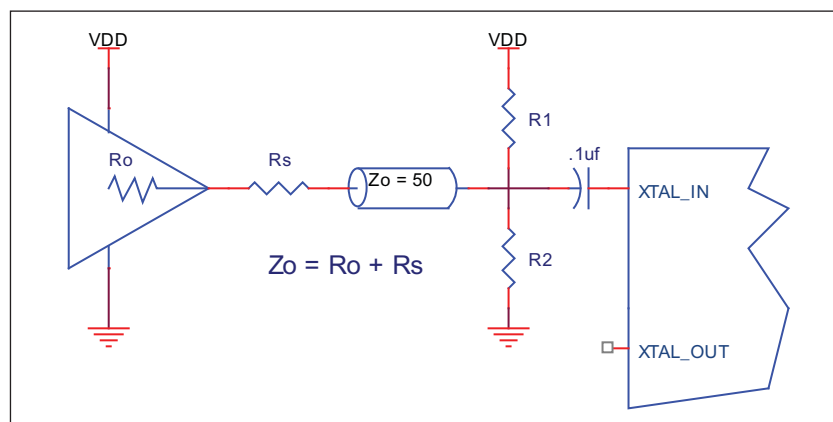 VDD
VDD
R1
Ro
Rs
Zo = 50
.1uf
XTAL_IN
Zo = Ro + Rs
R2
XTAL_OUT